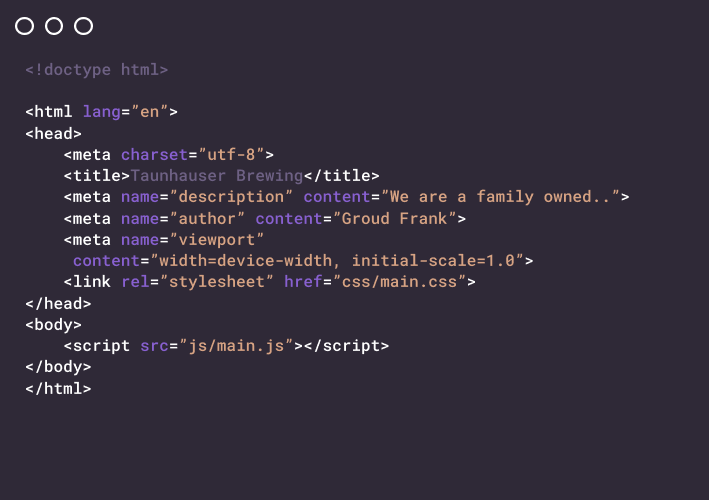 <!doctype html>
<html lang=”en”>
<head>
<meta charset=”utf-8”>
<title>Taunhauser Brewing</title>
<meta name=”description” content=”We are a family owned..”>
<meta name=”author” content=”Groud Frank”>
<meta name=”viewport”
content=”width=device-width, initial-scale=1.0”>
<link rel=”stylesheet” href=”css/main.css”>
</head>
<body>
<script src=”js/main.js”></script>
</body>
</html>